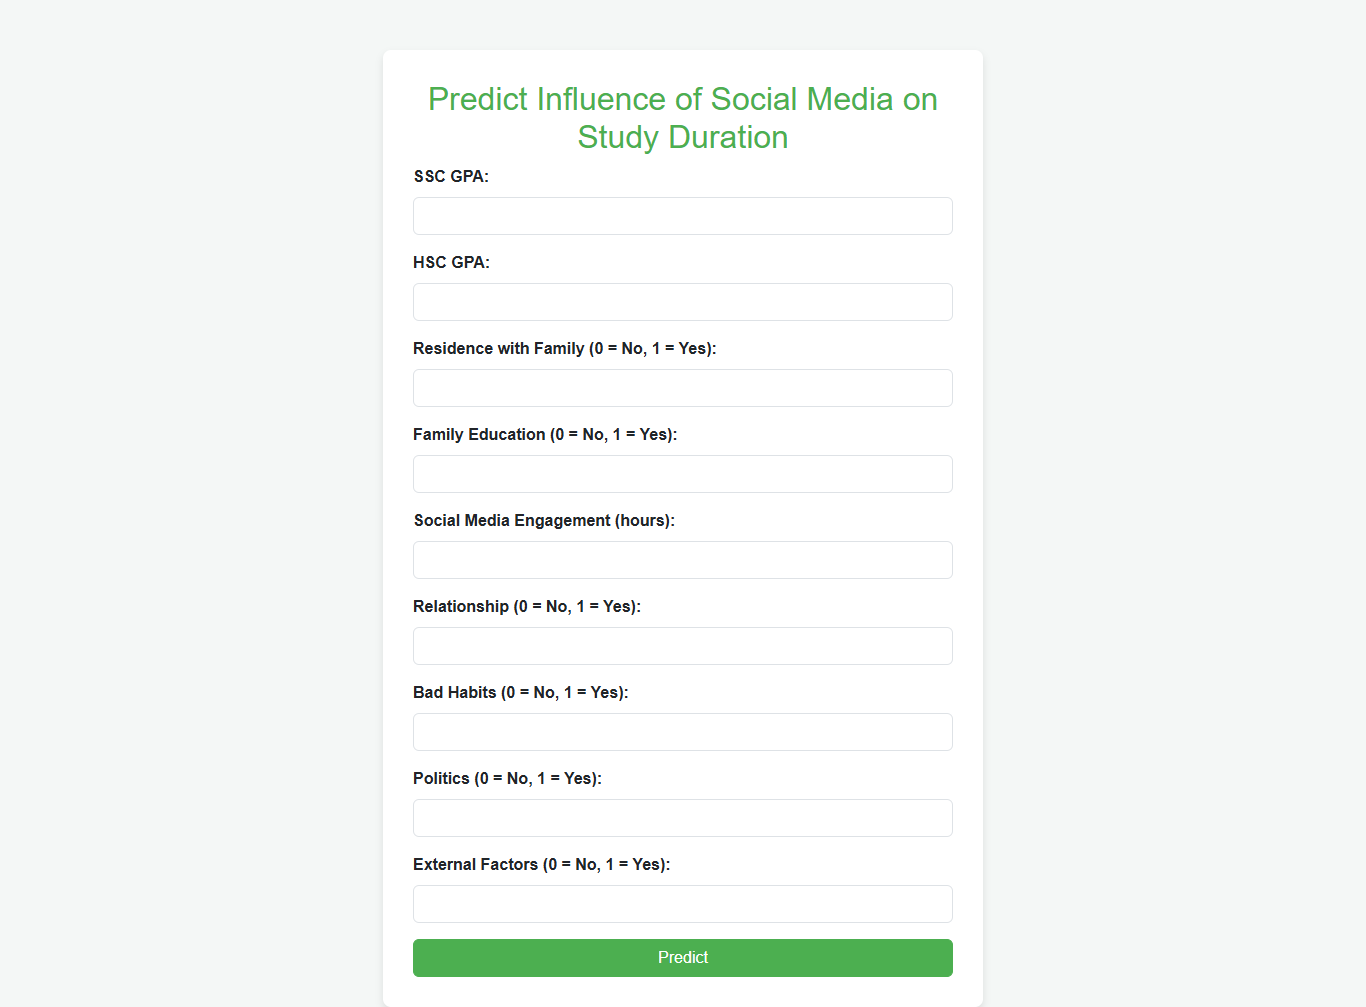 Predict Influence of Social Media on
Study Duration
SSC GPA:
HSC GPA:
Residence with Family (0 = No, 1 = Yes):
Family Education (0 = No, 1 = Yes):
Social Media Engagement (hours):
Relationship (0 = No, 1 = Yes):
Bad Habits (0 = No, 1 = Yes):
Politics (0 = No, 1 = Yes):
External Factors (0 = No, 1 = Yes):
Predict